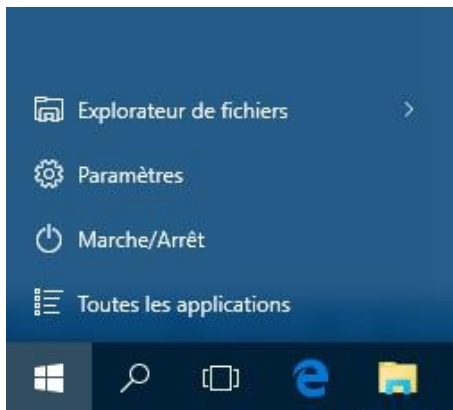 Explorateur de fichiers
Paramètres
Marche/Arrêt
Toutes les applications